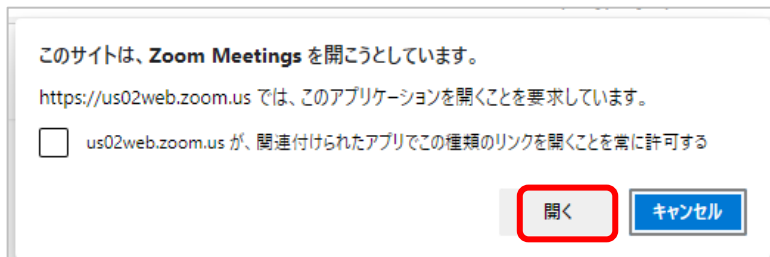 このサイトは、Zoom Meetings を開こうとしています。
https://us02web.zoom.us では、このアプリケーションを開くことを要求しています。
us02web.zoom.us が、関連付けられたアプリでこの種類のリンクを開くことを常に許可する
開く キャンセル